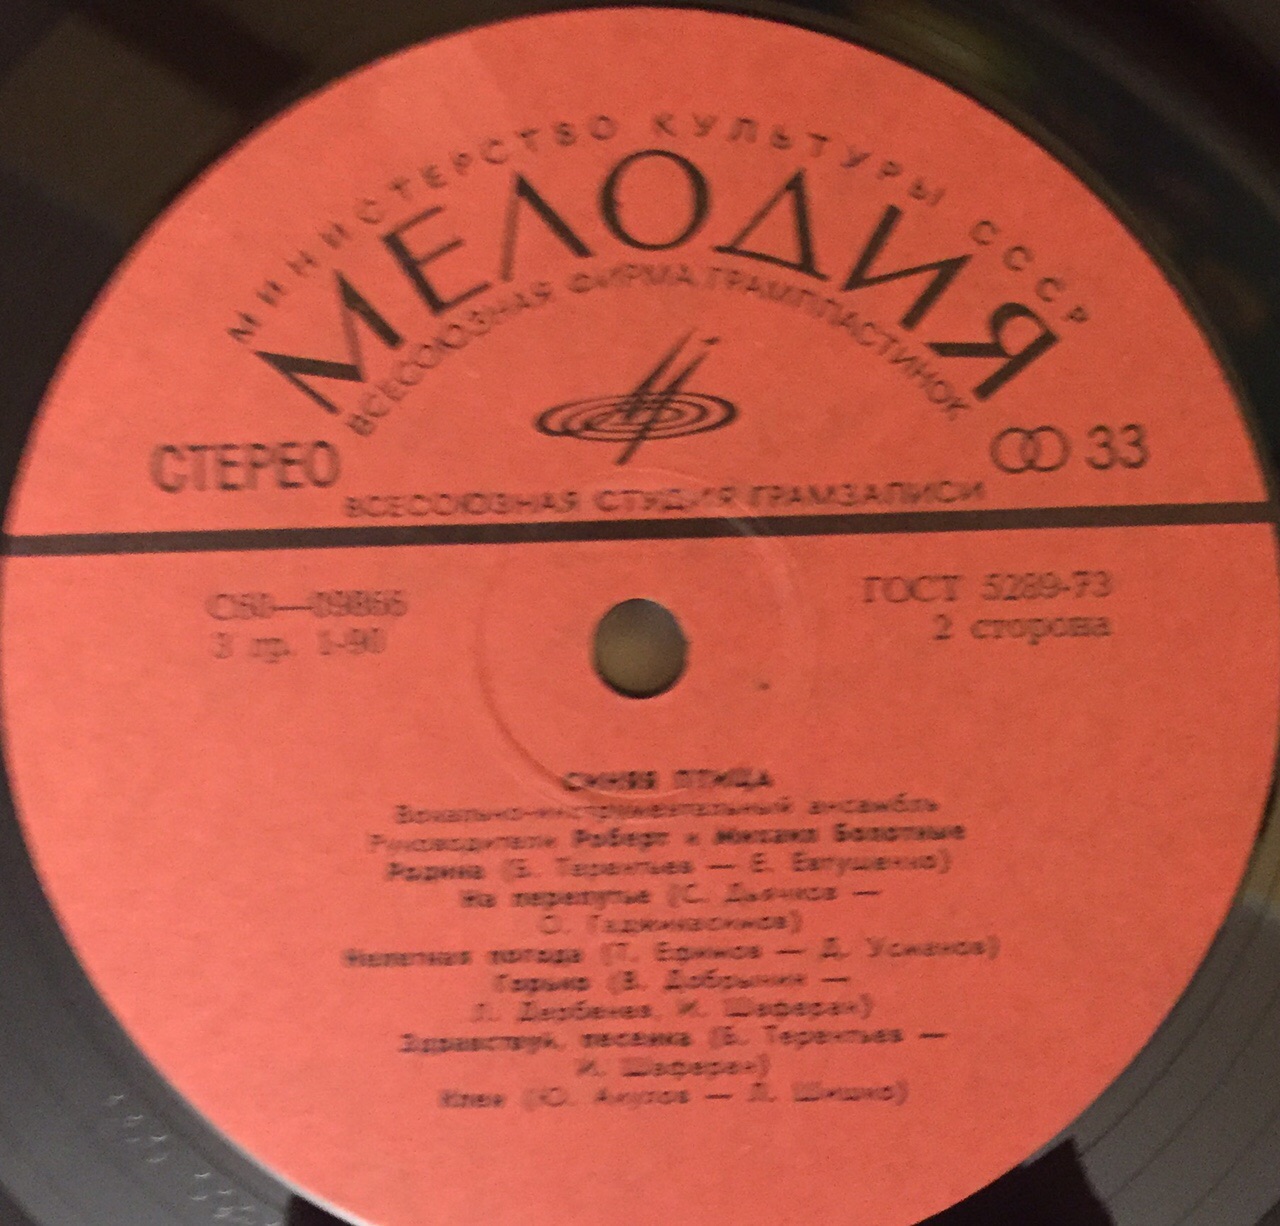 МИНИСТЕРСТВО КУЛЬТУРЫ СССР
МЕЛОДИЯ
ВСЕСОЮЗНАЯ ФИРМА ГРАМПЛАСТИНОК
СТЕРЕО
33
ВСЕСОЮЗНАЯ СТУДИЯ ГРАМЗАПИСИ
С60—09866
ГОСТ 5289-73
3 гр. 1-90
2 сторона
СИНЯЯ ПТИЦА
Вокально-инструментальный ансамбль
Руководители Роберт и Михаил Болотные
Родина (Б. Терентьев — Е. Евтушенко)
На перепутье (С. Дьячков —
О. Гаджикасимов)
Нелетная погода (Т. Ефимов — Д. Усманов)
Горько (В. Добрынин —
Л. Дербенев, И. Шаферан)
Здравствуй, песенка (Б. Терентьев —
И. Шаферан)
Клен (Ю. Акулов — Л. Шишко)